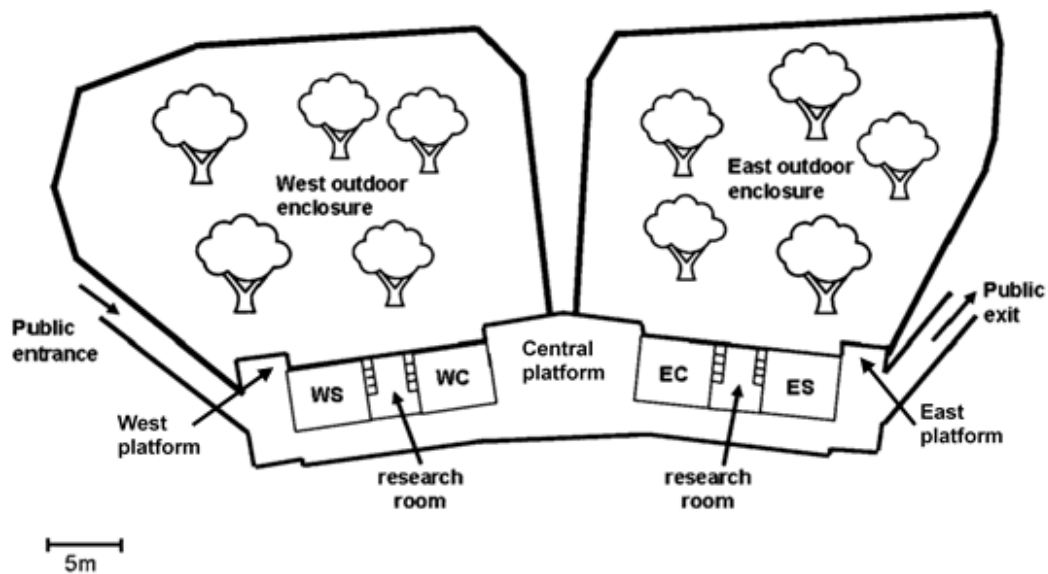 West outdoor
enclosure
East outdoor
enclosure
Public
entrance
Public
exit
Central
platform
WS
WC
EC
ES
West
platform
East
platform
research
room
research
room
5m